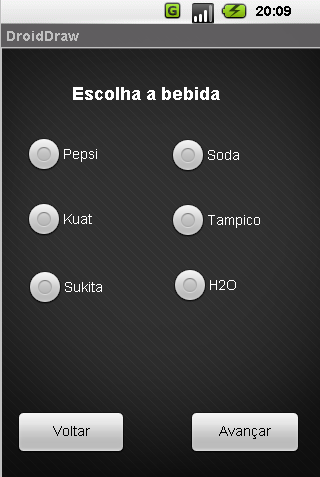 G 20:09
DroidDraw
Escolha a bebida
Pepsi Soda
Kuat Tampico
Sukita H2O
Voltar Avançar